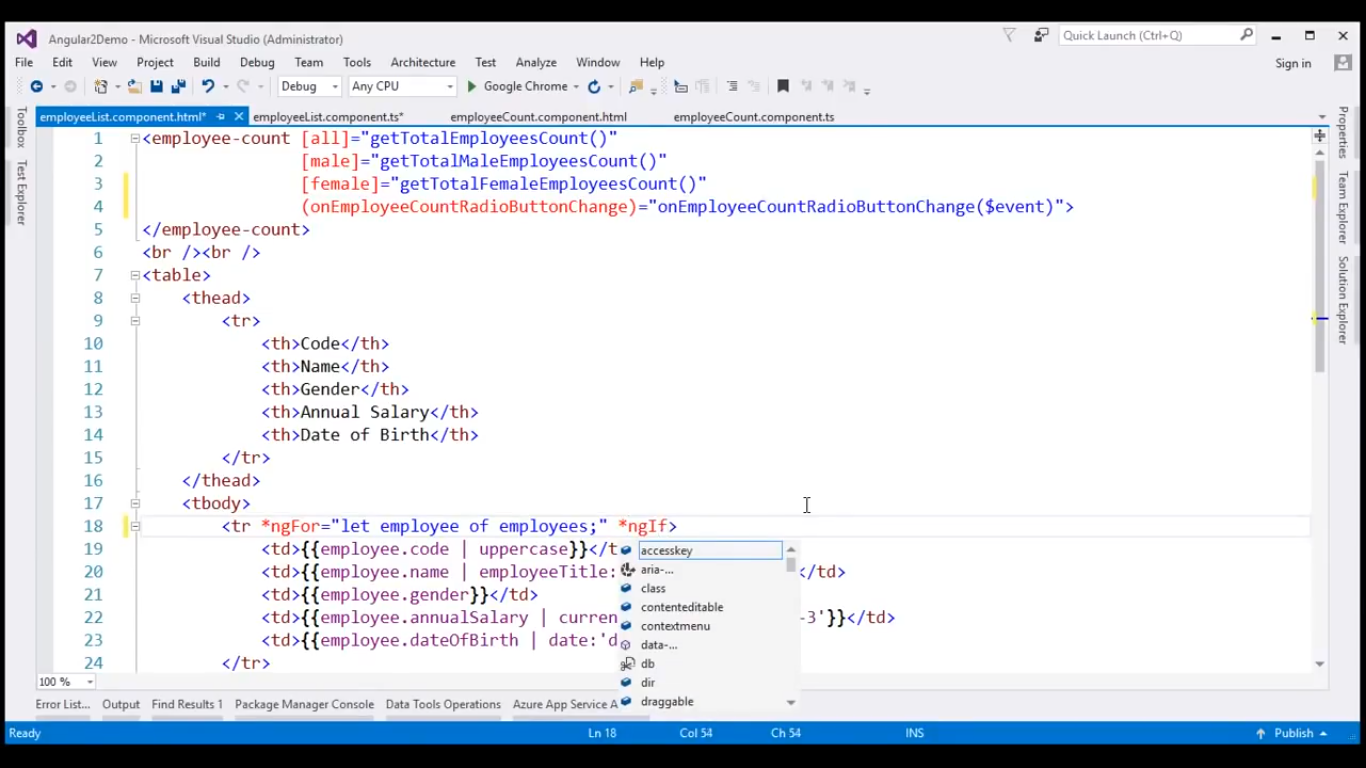 Angular2Demo - Microsoft Visual Studio (Administrator)
Quick Launch (Ctrl+Q)
File Edit View Project Build Debug Team Tools Architecture Test Analyze Window Help
Sign in
Debug Any CPU Google Chrome
employeeList.component.html* employeeList.component.ts* employeeCount.component.html employeeCount.component.ts
Toolbox
Test Explorer
Properties
Team Explorer
Solution Explorer
1 <employee-count [all]="getTotalEmployeesCount()"
2 [male]="getTotalMaleEmployeesCount()"
3 [female]="getTotalFemaleEmployeesCount()"
4 (onEmployeeCountRadioButtonChange)="onEmployeeCountRadioButtonChange($event)">
5 </employee-count>
6 <br /><br />
7 <table>
8 <thead>
9 <tr>
10 <th>Code</th>
11 <th>Name</th>
12 <th>Gender</th>
13 <th>Annual Salary</th>
14 <th>Date of Birth</th>
15 </tr>
16 </thead>
17 <tbody>
18 <tr *ngFor="let employee of employees;" *ngIf>
19 <td>{{employee.code | uppercase}}</t
20 <td>{{employee.name | employeeTitle: </td>
21 <td>{{employee.gender}}</td>
22 <td>{{employee.annualSalary | curren -3'}}</td>
23 <td>{{employee.dateOfBirth | date:'d
24 </tr>
accesskey
aria-...
class
contenteditable
contextmenu
data-...
db
dir
draggable
100 %
Error List... Output Find Results 1 Package Manager Console Data Tools Operations Azure App Service A
Ready Ln 18 Col 54 Ch 54 INS Publish